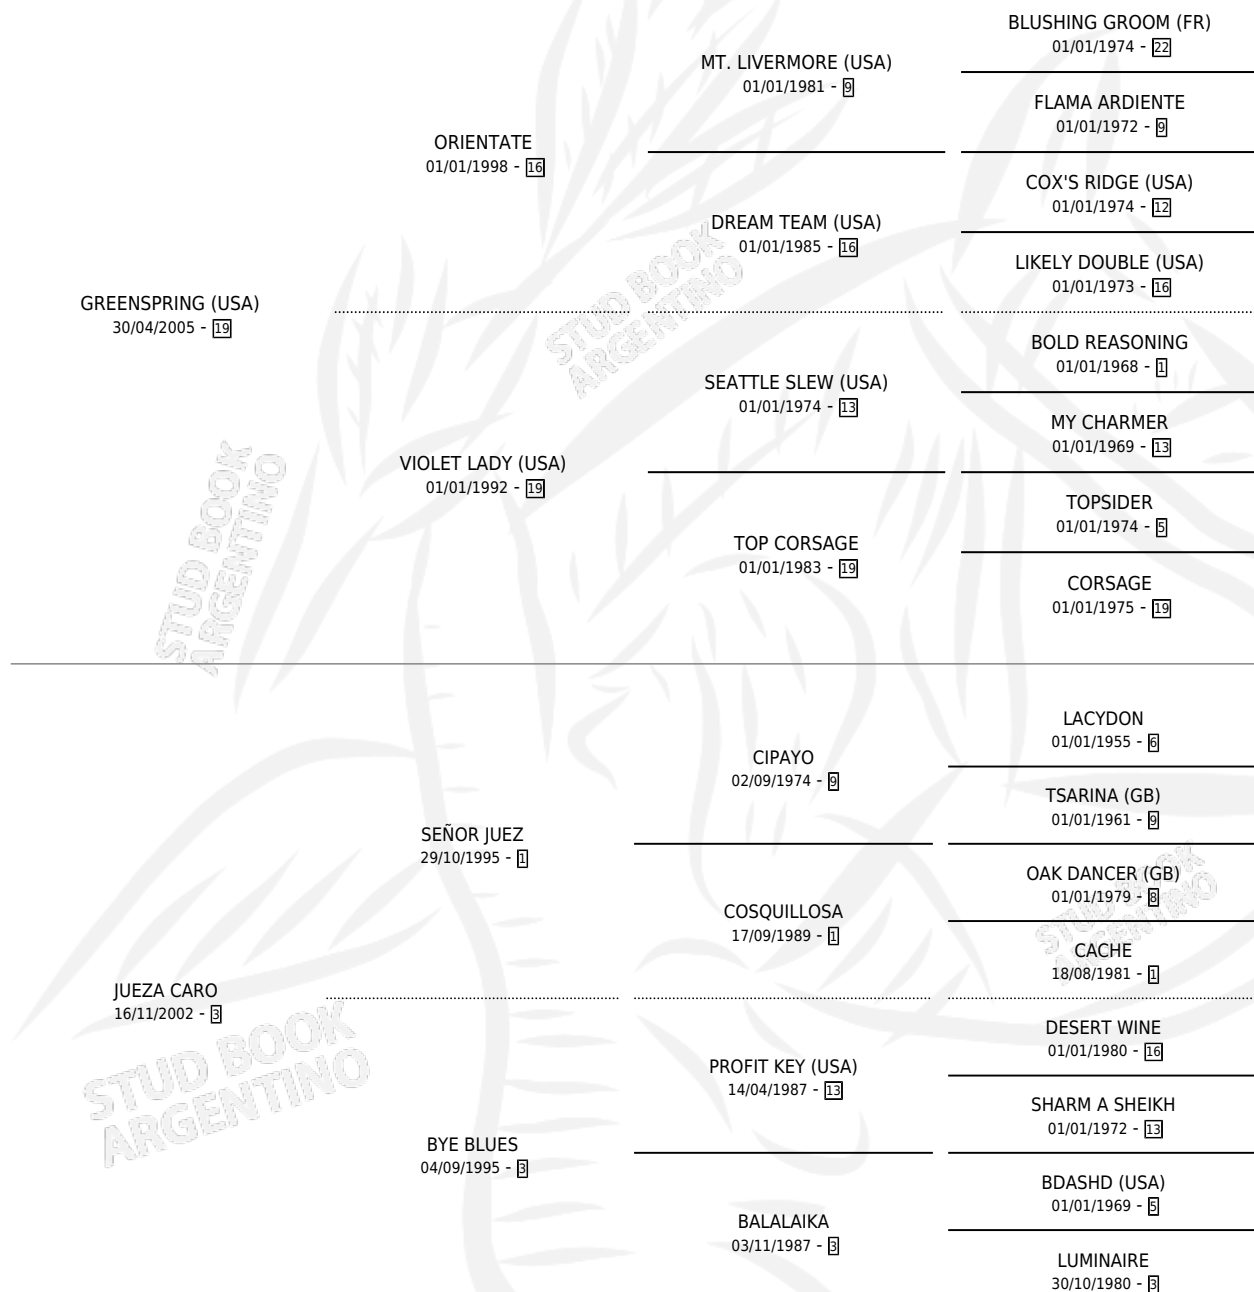 BLUSHING GROOM (FR)
01/01/1974 - 22
MT. LIVERMORE (USA)
01/01/1981 - 9
FLAMA ARDIENTE
01/01/1972 - 9
ORIENTATE
01/01/1998 - 16
COX'S RIDGE (USA)
01/01/1974 - 12
DREAM TEAM (USA)
01/01/1985 - 16
LIKELY DOUBLE (USA)
01/01/1973 - 16
GREENSPRING (USA)
30/04/2005 - 19
BOLD REASONING
01/01/1968 - 1
SEATTLE SLEW (USA)
01/01/1974 - 13
MY CHARMER
01/01/1969 - 13
VIOLET LADY (USA)
01/01/1992 - 19
TOPSIDER
01/01/1974 - 5
TOP CORSAGE
01/01/1983 - 19
CORSAGE
01/01/1975 - 19
LACYDON
01/01/1955 - 6
CIPAYO
02/09/1974 - 9
TSARINA (GB)
01/01/1961 - 9
SEÑOR JUEZ
29/10/1995 - 1
OAK DANCER (GB)
01/01/1979 - 8
COSQUILLOSA
17/09/1989 - 1
CACHE
18/08/1981 - 1
JUEZA CARO
16/11/2002 - 3
DESERT WINE
01/01/1980 - 16
PROFIT KEY (USA)
14/04/1987 - 13
SHARM A SHEIKH
01/01/1972 - 13
BYE BLUES
04/09/1995 - 3
BDASHD (USA)
01/01/1969 - 5
BALALAIKA
03/11/1987 - 3
LUMINAIRE
30/10/1980 - 3
STUD BOOK
ARGENTINO
STUD BOOK
ARGENTINO
STUD BOOK
ARGENTINO
STUD BOOK
ARGENTINO